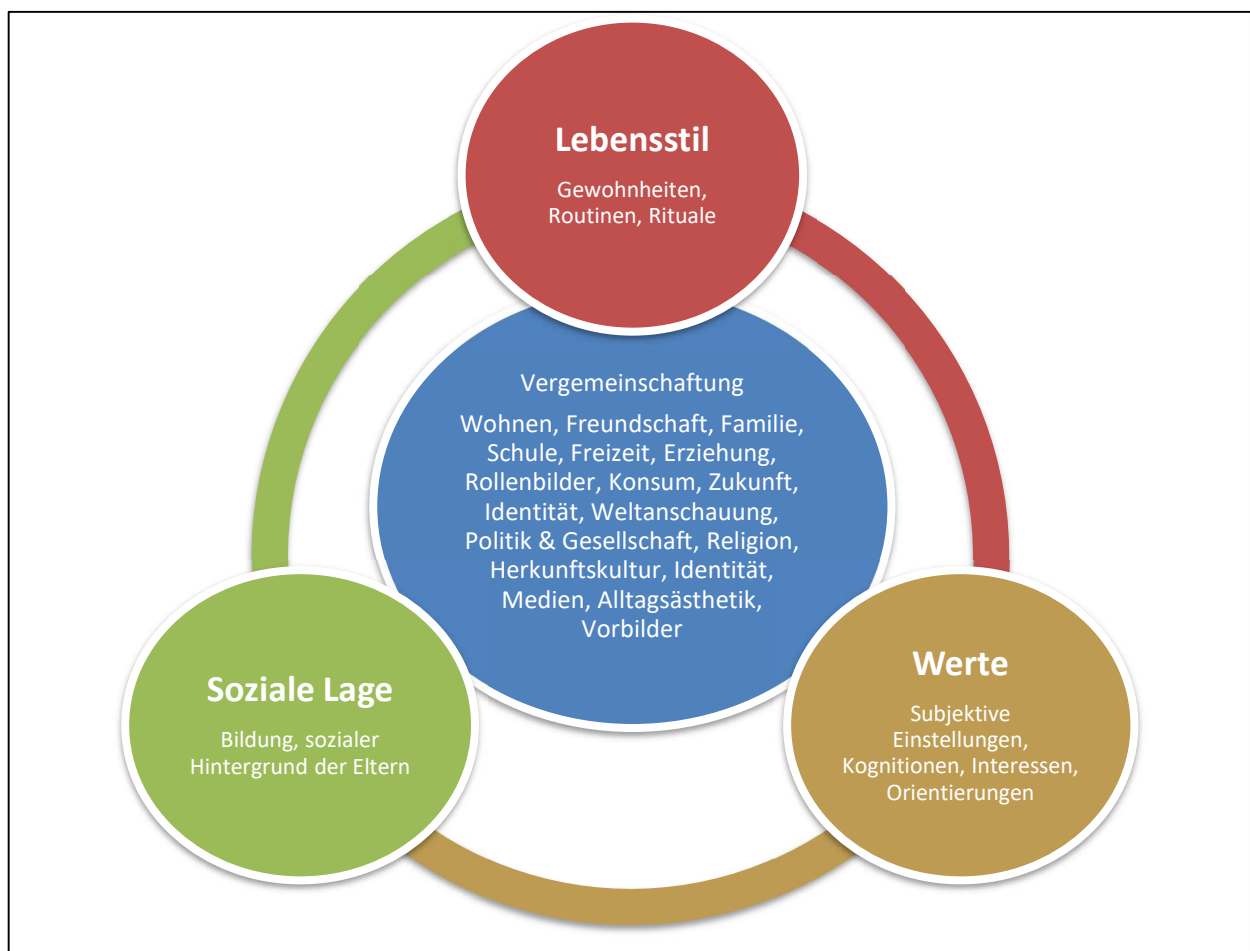 Lebensstil
Gewohnheiten,
Routinen, Rituale
Vergemeinschaftung
Wohnen, Freundschaft, Familie,
Schule, Freizeit, Erziehung,
Rollenbilder, Konsum, Zukunft,
Identität, Weltanschauung,
Politik & Gesellschaft, Religion,
Herkunftskultur, Identität,
Medien, Alltagsästhetik,
Vorbilder
Soziale Lage
Bildung, sozialer
Hintergrund der Eltern
Werte
Subjektive
Einstellungen,
Kognitionen, Interessen,
Orientierungen